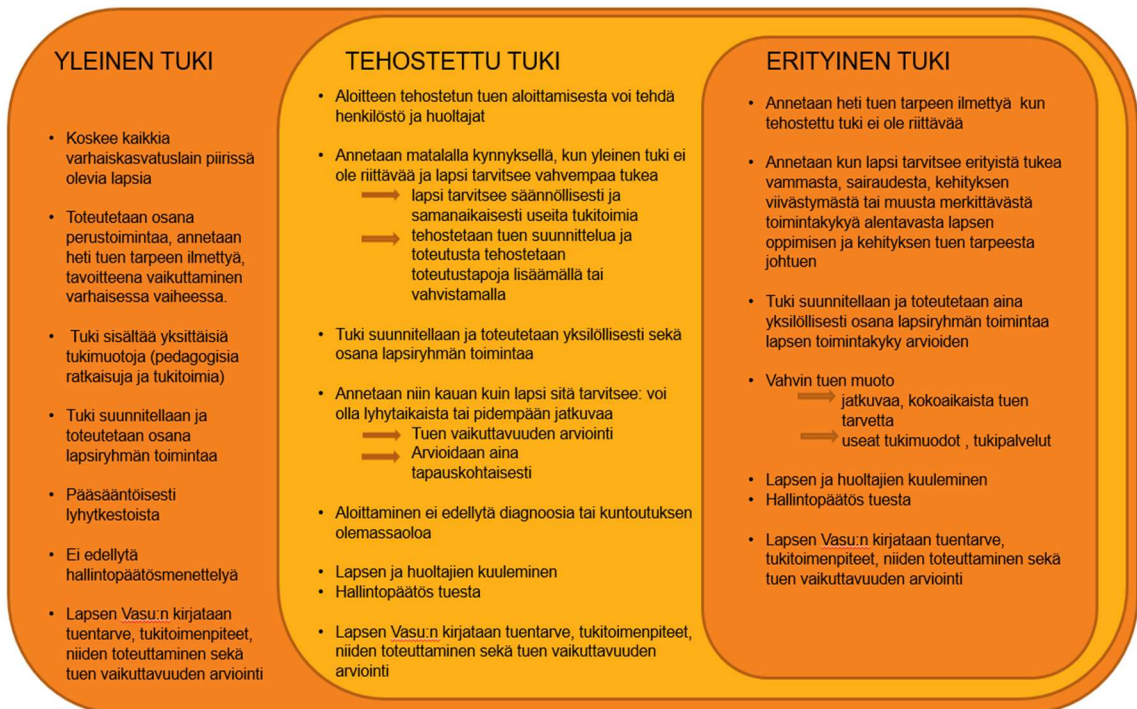 YLEINEN TUKI
• Koskee kaikkia
varhaiskasvatuslain piirissä
olevia lapsia
• Toteutetaan osana
perustoimintaa, annetaan
heti tuen tarpeen ilmettyä,
tavoitteena vaikuttaminen
varhaisessa vaiheessa.
• Tuki sisältää yksittäisiä
tukimuotoja (pedagogisia
ratkaisuja ja tukitoimia)
• Tuki suunnitellaan ja
toteutetaan osana
lapsiryhmän toimintaa
• Pääsääntöisesti
lyhytkestoista
• Ei edellytä
hallintopäätösmenettelyä
• Lapsen Vasu:n kirjataan
tuentarve, tukitoimenpiteet,
niiden toteuttaminen sekä
tuen vaikuttavuuden arviointi
TEHOSTETTU TUKI
• Aloitteen tehostetun tuen aloittamisesta voi tehdä
henkilöstö ja huoltajat
• Annetaan matalalla kynnyksellä, kun yleinen tuki ei
ole riittävää ja lapsi tarvitsee vahvempaa tukea
lapsi tarvitsee säännöllisesti ja
samanaikaisesti useita tukitoimia
tehostetaan tuen suunnittelua ja
toteutusta tehostetaan
toteutustapoja lisäämällä tai
vahvistamalla
• Tuki suunnitellaan ja toteutetaan yksilöllisesti sekä
osana lapsiryhmän toimintaa
• Annetaan niin kauan kuin lapsi sitä tarvitsee: voi
olla lyhytaikaista tai pidempään jatkuvaa
Tuen vaikuttavuuden arviointi
Arvioidaan aina
tapauskohtaisesti
• Aloittaminen ei edellytä diagnoosia tai kuntoutuksen
olemassaoloa
• Lapsen ja huoltajien kuuleminen
• Hallintopäätös tuesta
• Lapsen Vasu:n kirjataan tuentarve, tukitoimenpiteet,
niiden toteuttaminen sekä tuen vaikuttavuuden
arviointi
ERITYINEN TUKI
• Annetaan heti tuen tarpeen ilmettyä kun
tehostettu tuki ei ole riittävää
• Annetaan kun lapsi tarvitsee erityistä tukea
vammasta, sairaudesta, kehityksen
viivästymästä tai muusta merkittävästä
toimintakykyä alentavasta lapsen
oppimisen ja kehityksen tuen tarpeesta
johtuen
• Tuki suunnitellaan ja toteutetaan aina
yksilöllisesti osana lapsiryhmän toimintaa
lapsen toimintakyky arvioiden
• Vahvin tuen muoto
jatkuvaa, kokoaikaista tuen
tarvetta
useat tukimuodot , tukipalvelut
• Lapsen ja huoltajien kuuleminen
• Hallintopäätös tuesta
• Lapsen Vasu:n kirjataan tuentarve,
tukitoimenpiteet, niiden toteuttaminen sekä
tuen vaikuttavuuden arviointi